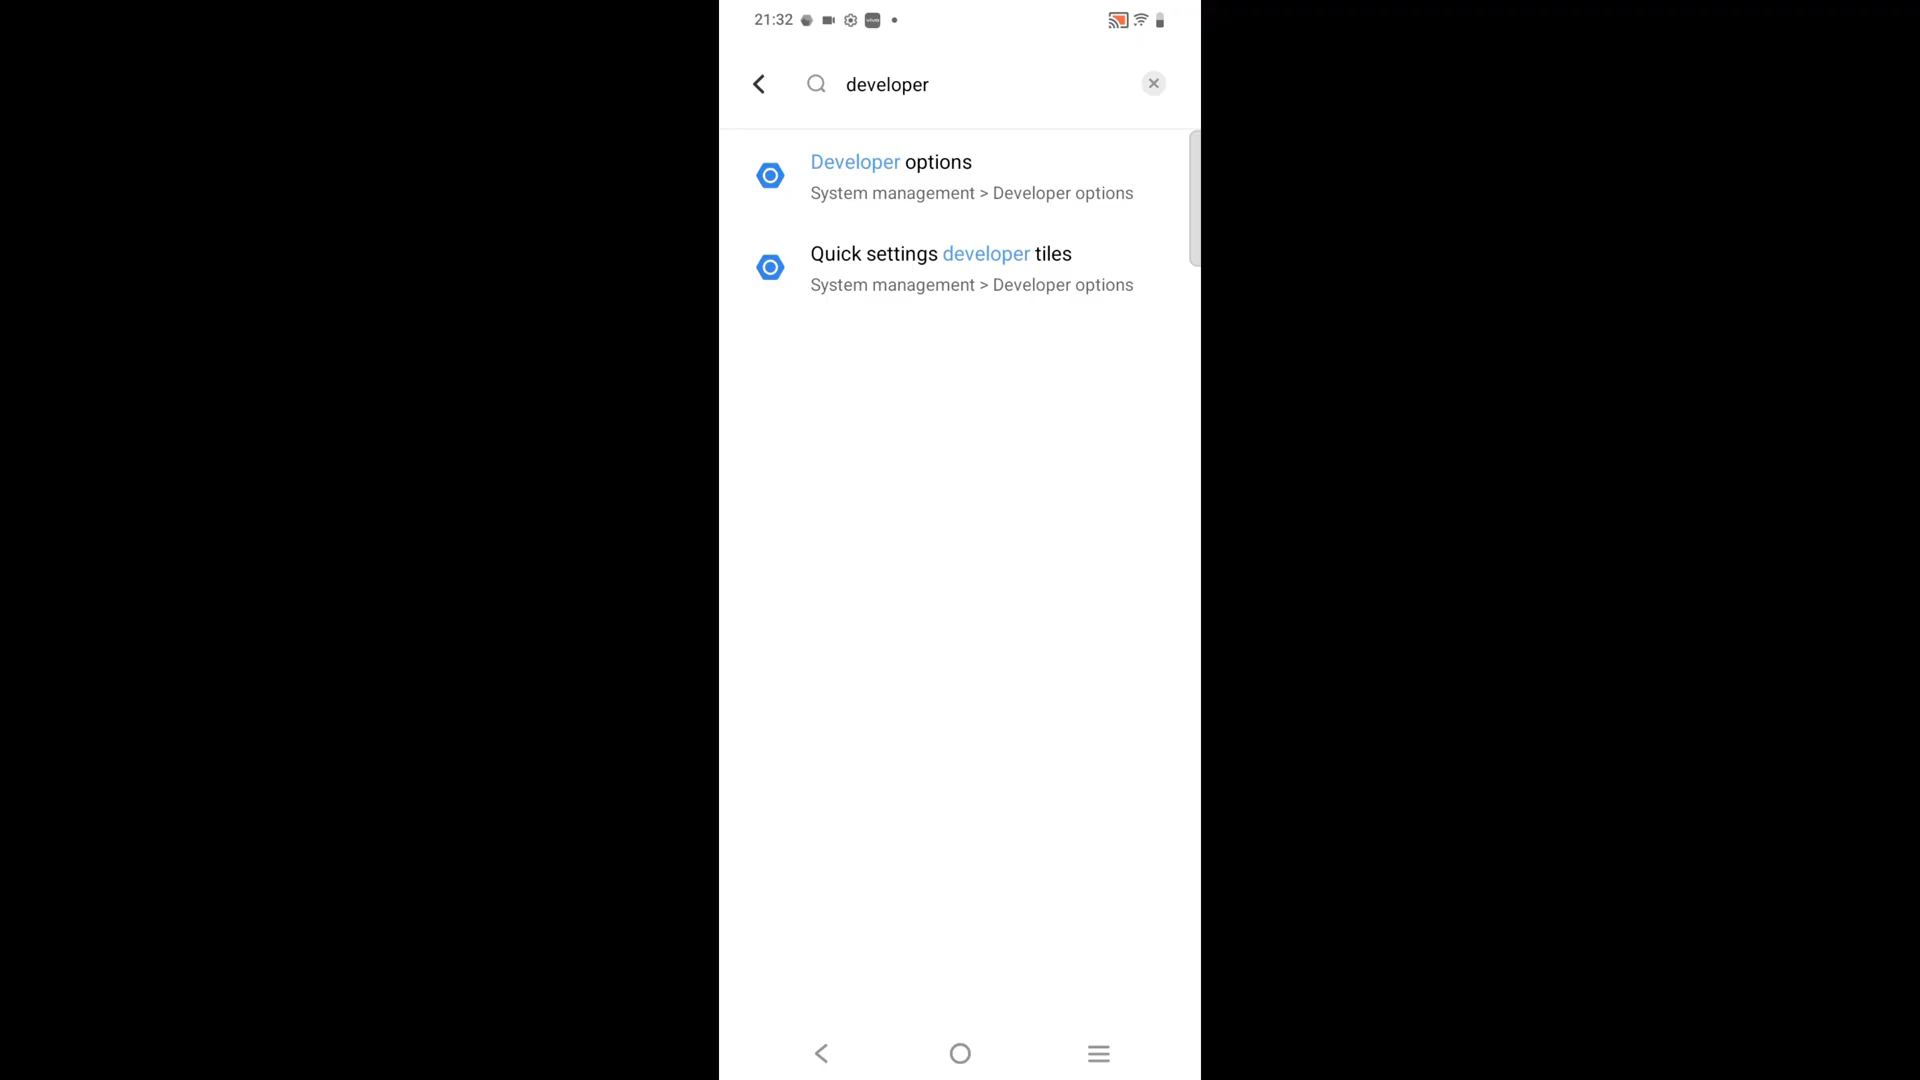 21:32
developer
Developer options
System management > Developer options
Quick settings developer tiles
System management > Developer options